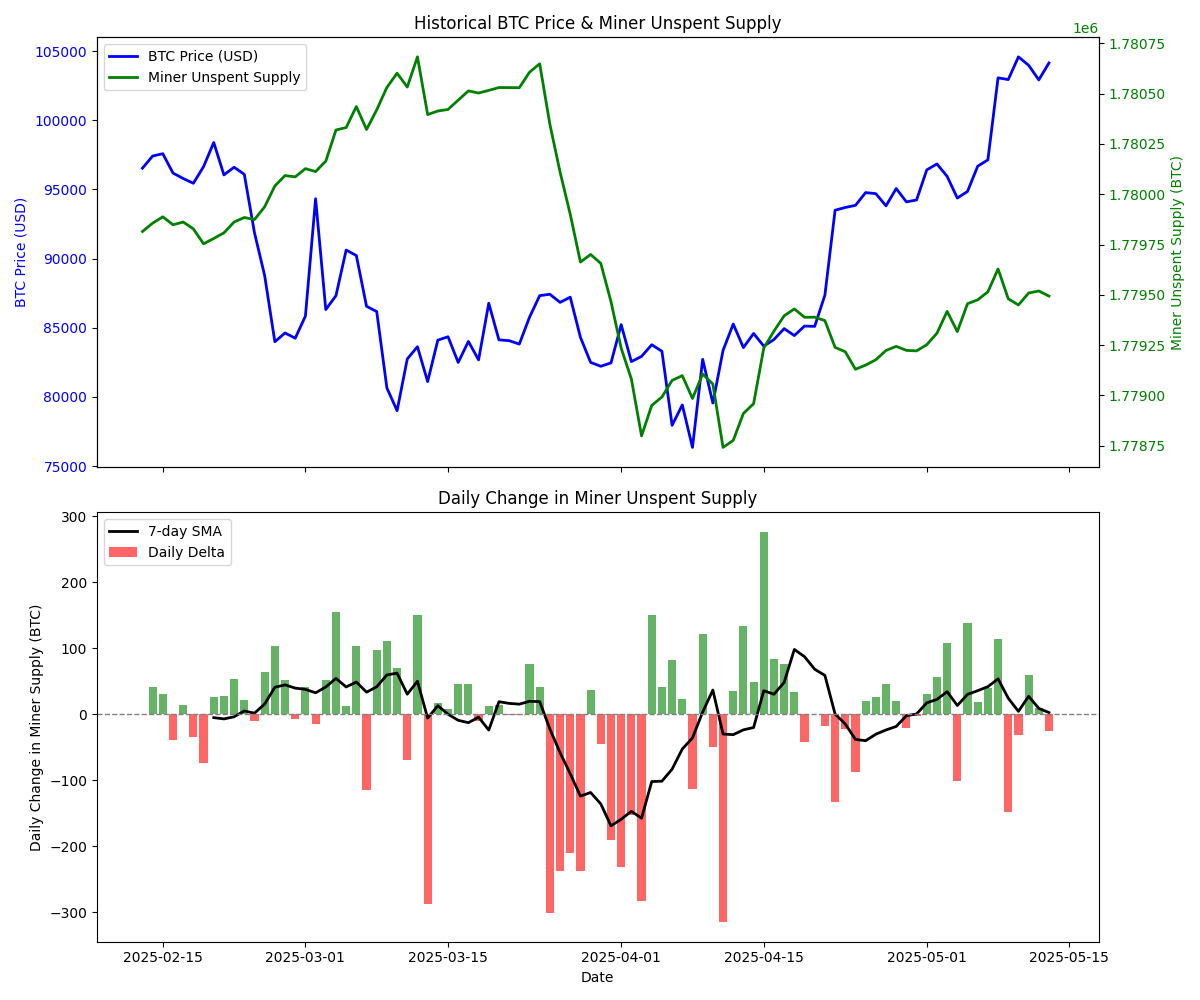 Historical BTC Price & Miner Unspent Supply
1e6
BTC Price (USD)
Miner Unspent Supply
105000
100000
95000
90000
85000
80000
75000
BTC Price (USD)
1.78075
1.78050
1.78025
1.78000
1.77975
1.77950
1.77925
1.77900
1.77875
Miner Unspent Supply (BTC)
Daily Change in Miner Unspent Supply
7-day SMA
Daily Delta
300
200
100
0
−100
−200
−300
Daily Change in Miner Supply (BTC)
2025-02-15
2025-03-01
2025-03-15
2025-04-01
2025-04-15
2025-05-01
2025-05-15
Date